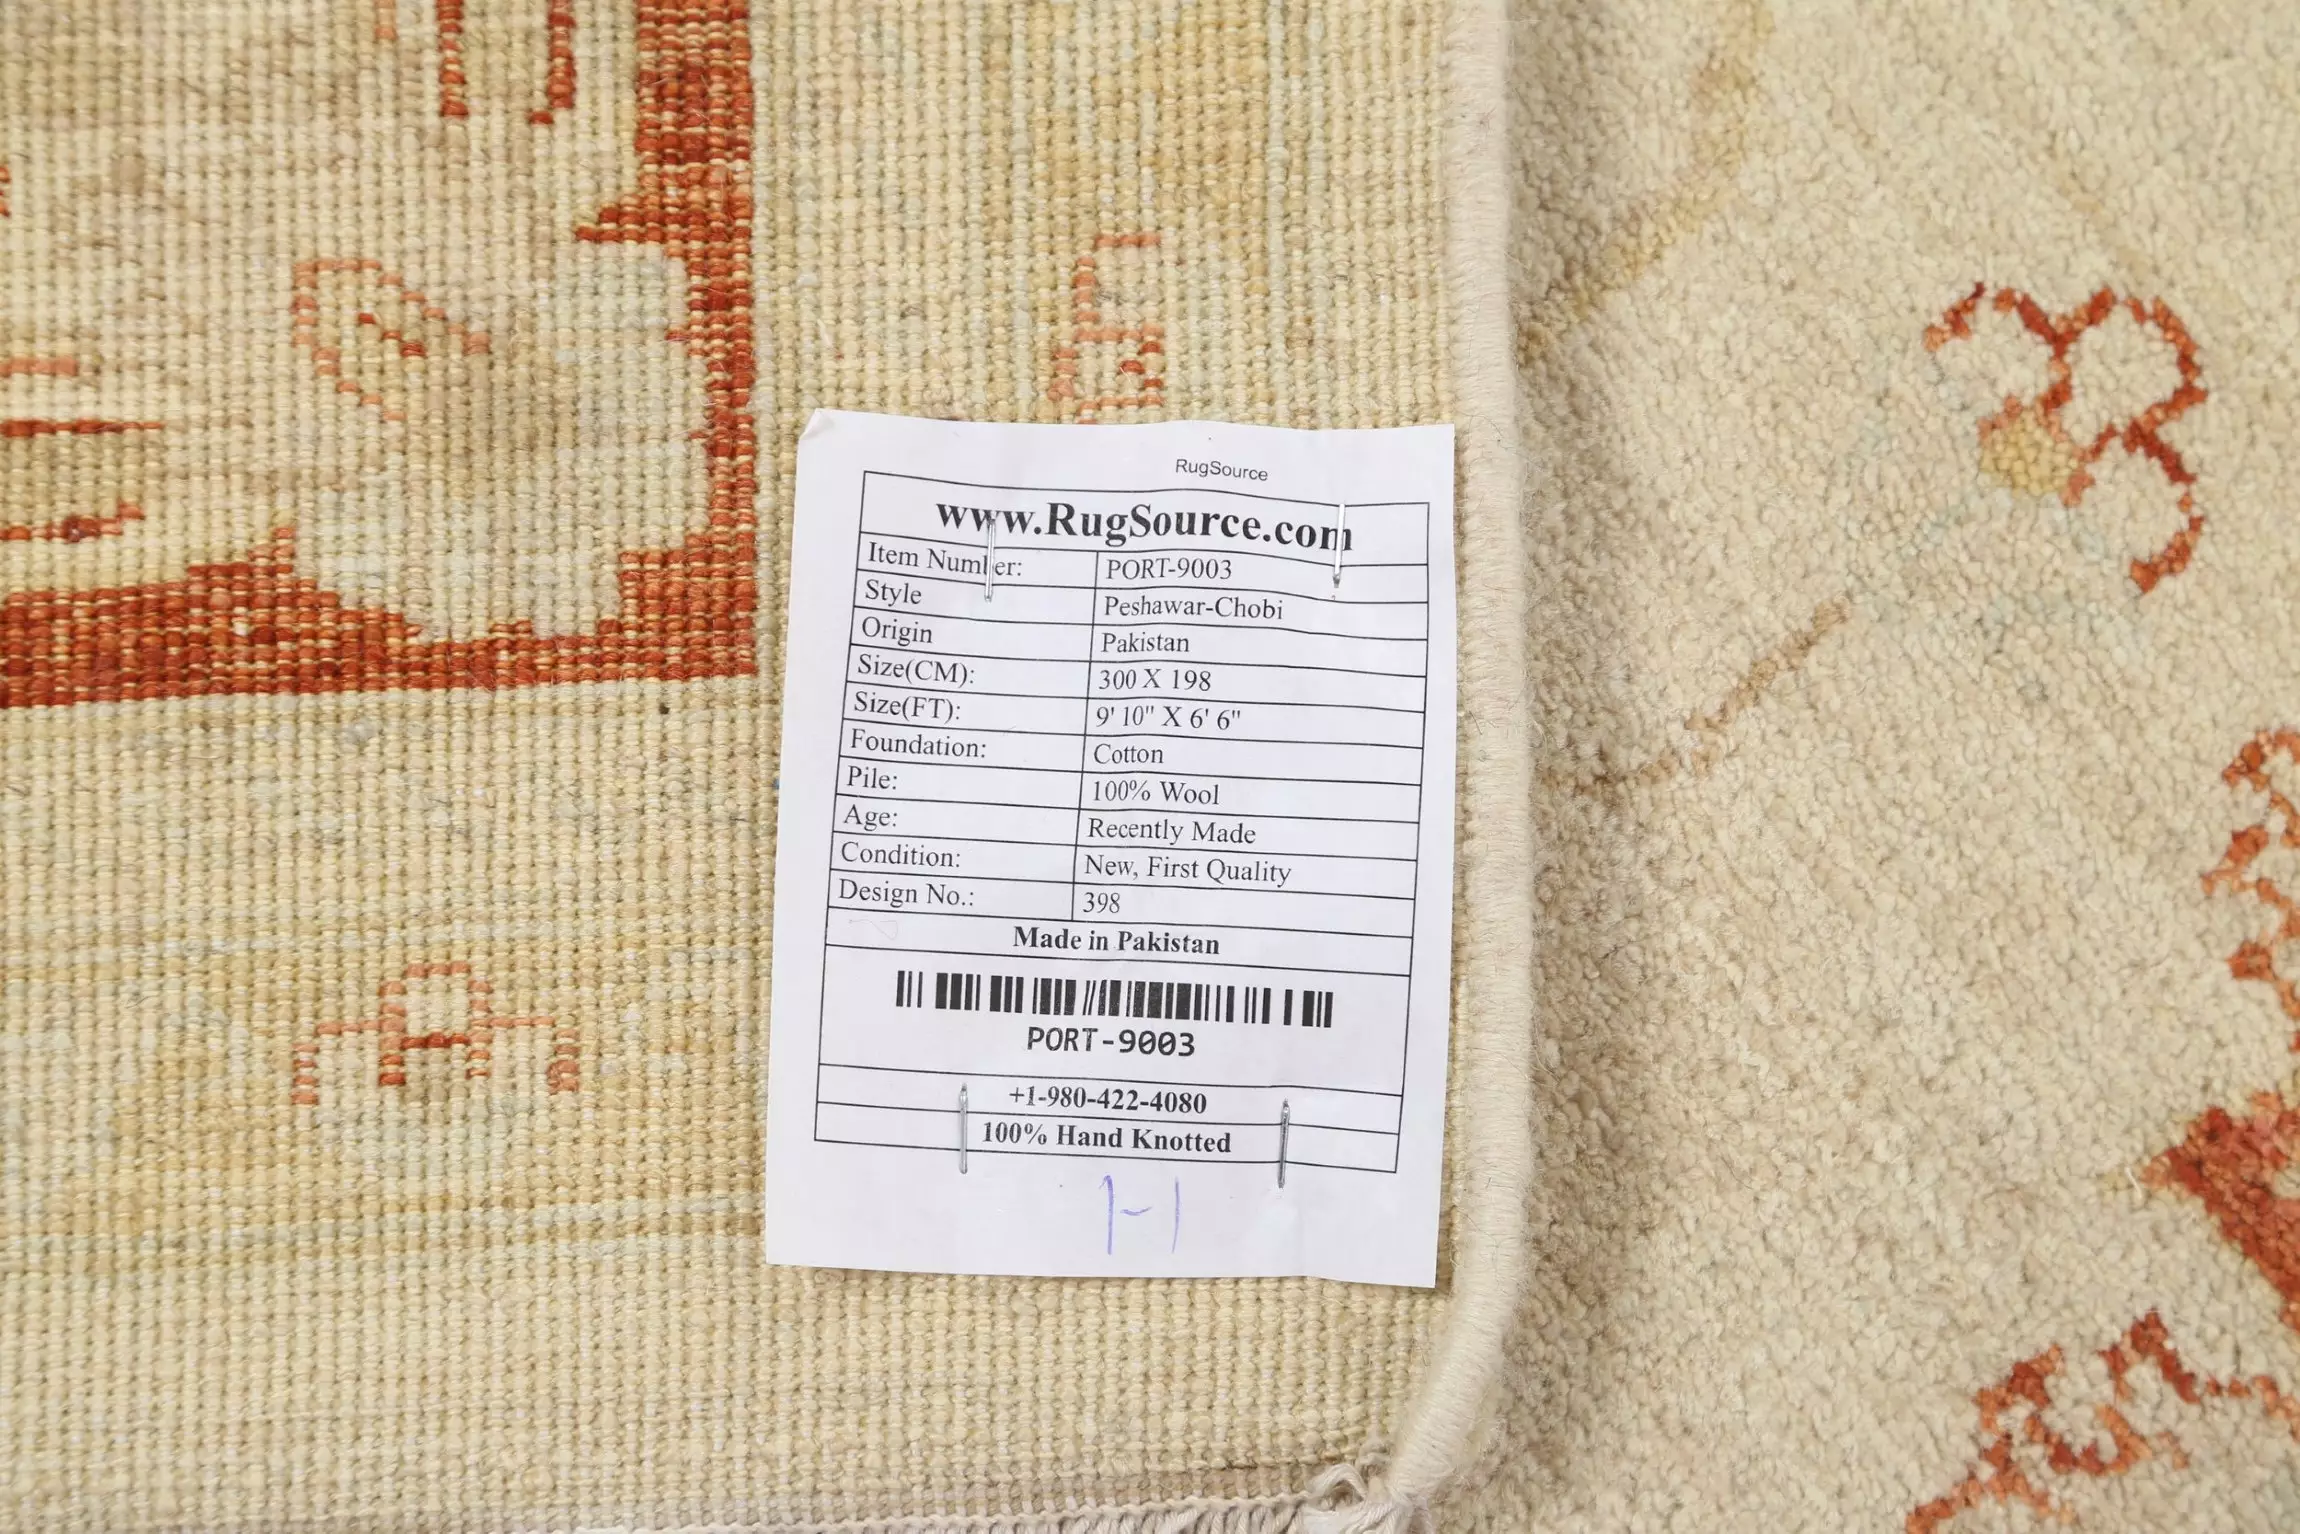 RugSource
www.RugSource.com
Item Number: PORT-9003
Style Peshawar-Chobi
Origin Pakistan
Size(CM): 300 X 198
Size(FT): 9' 10" X 6' 6"
Foundation: Cotton
Pile: 100% Wool
Age: Recently Made
Condition: New, First Quality
Design No.: 398
Made in Pakistan
PORT-9003
+1-980-422-4080
100% Hand Knotted